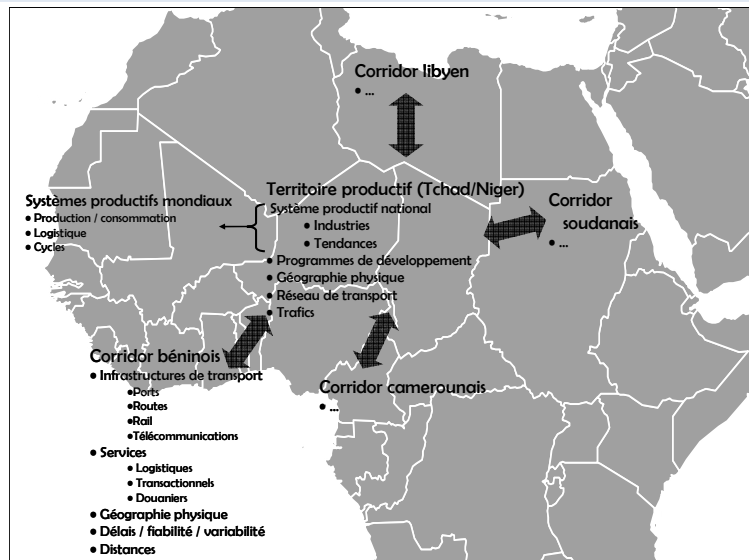 Corridor libyen
• ...
Territoire productif (Tchad/Niger)
Système productif national
• Industries
• Tendances
• Programmes de développement
• Géographie physique
• Réseau de transport
• Trafics
Systèmes productifs mondiaux
• Production / consommation
• Logistique
• Cycles
Corridor
soudanais
• ...
Corridor béninois
• Infrastructures de transport
• Ports
• Routes
• Rail
• Télécommunications
• Services
• Logistiques
• Transactionnels
• Douaniers
• Géographie physique
• Délais / fiabilité / variabilité
• Distances
Corridor camerounais
• ...